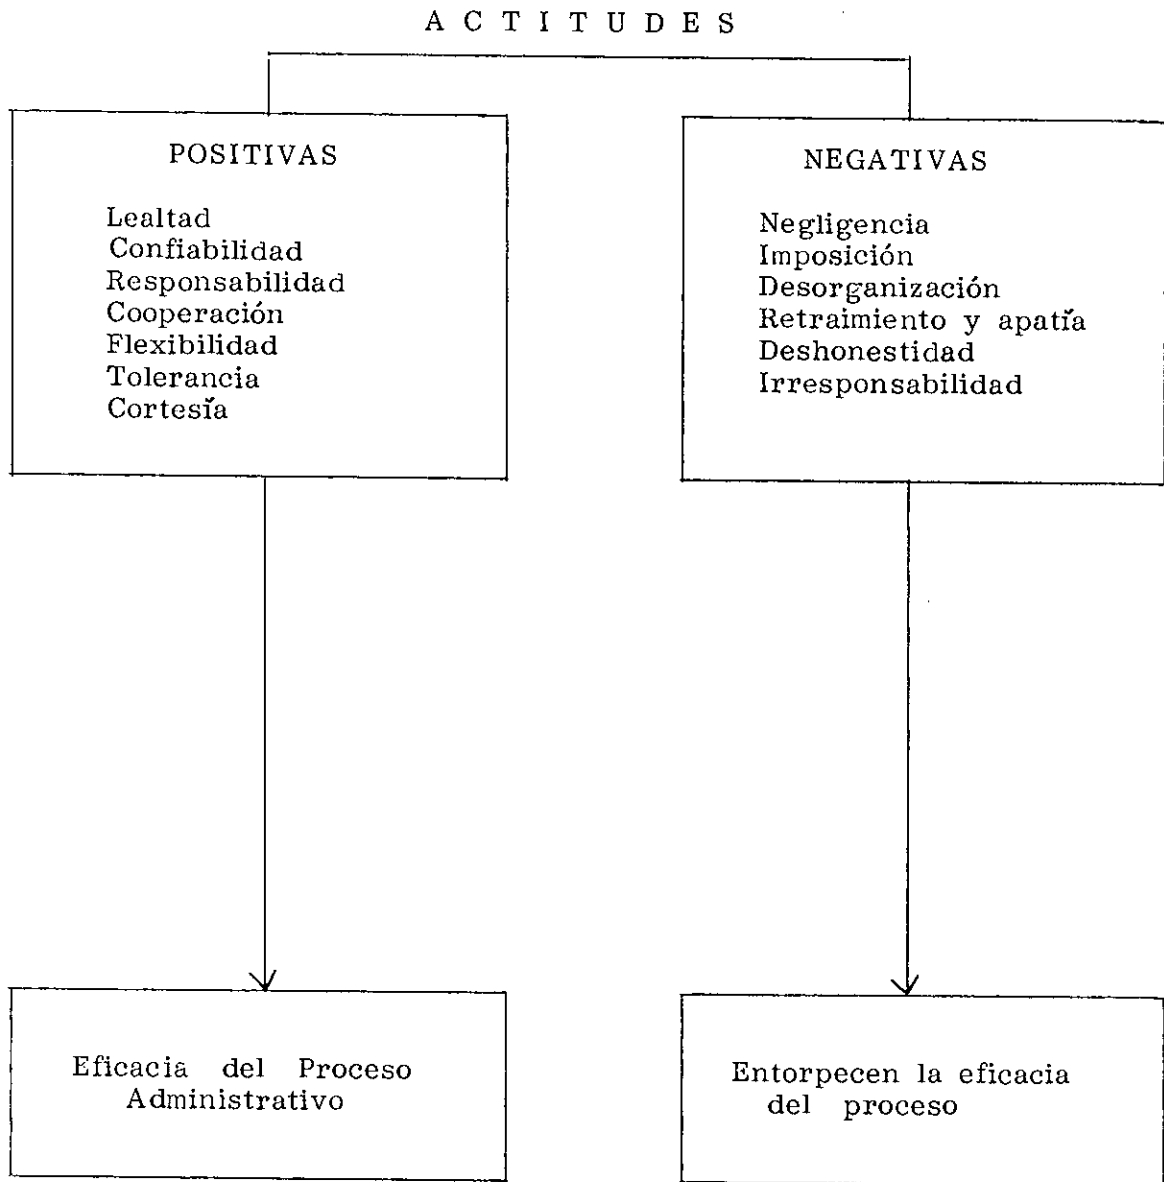 A C T I T U D E S
POSITIVAS
Lealtad
Confiabilidad
Responsabilidad
Cooperación
Flexibilidad
Tolerancia
Cortesía
NEGATIVAS
Negligencia
Imposición
Desorganización
Retraimiento y apatía
Deshonestidad
Irresponsabilidad
Eficacia del Proceso
Administrativo
Entorpecen la eficacia
del proceso